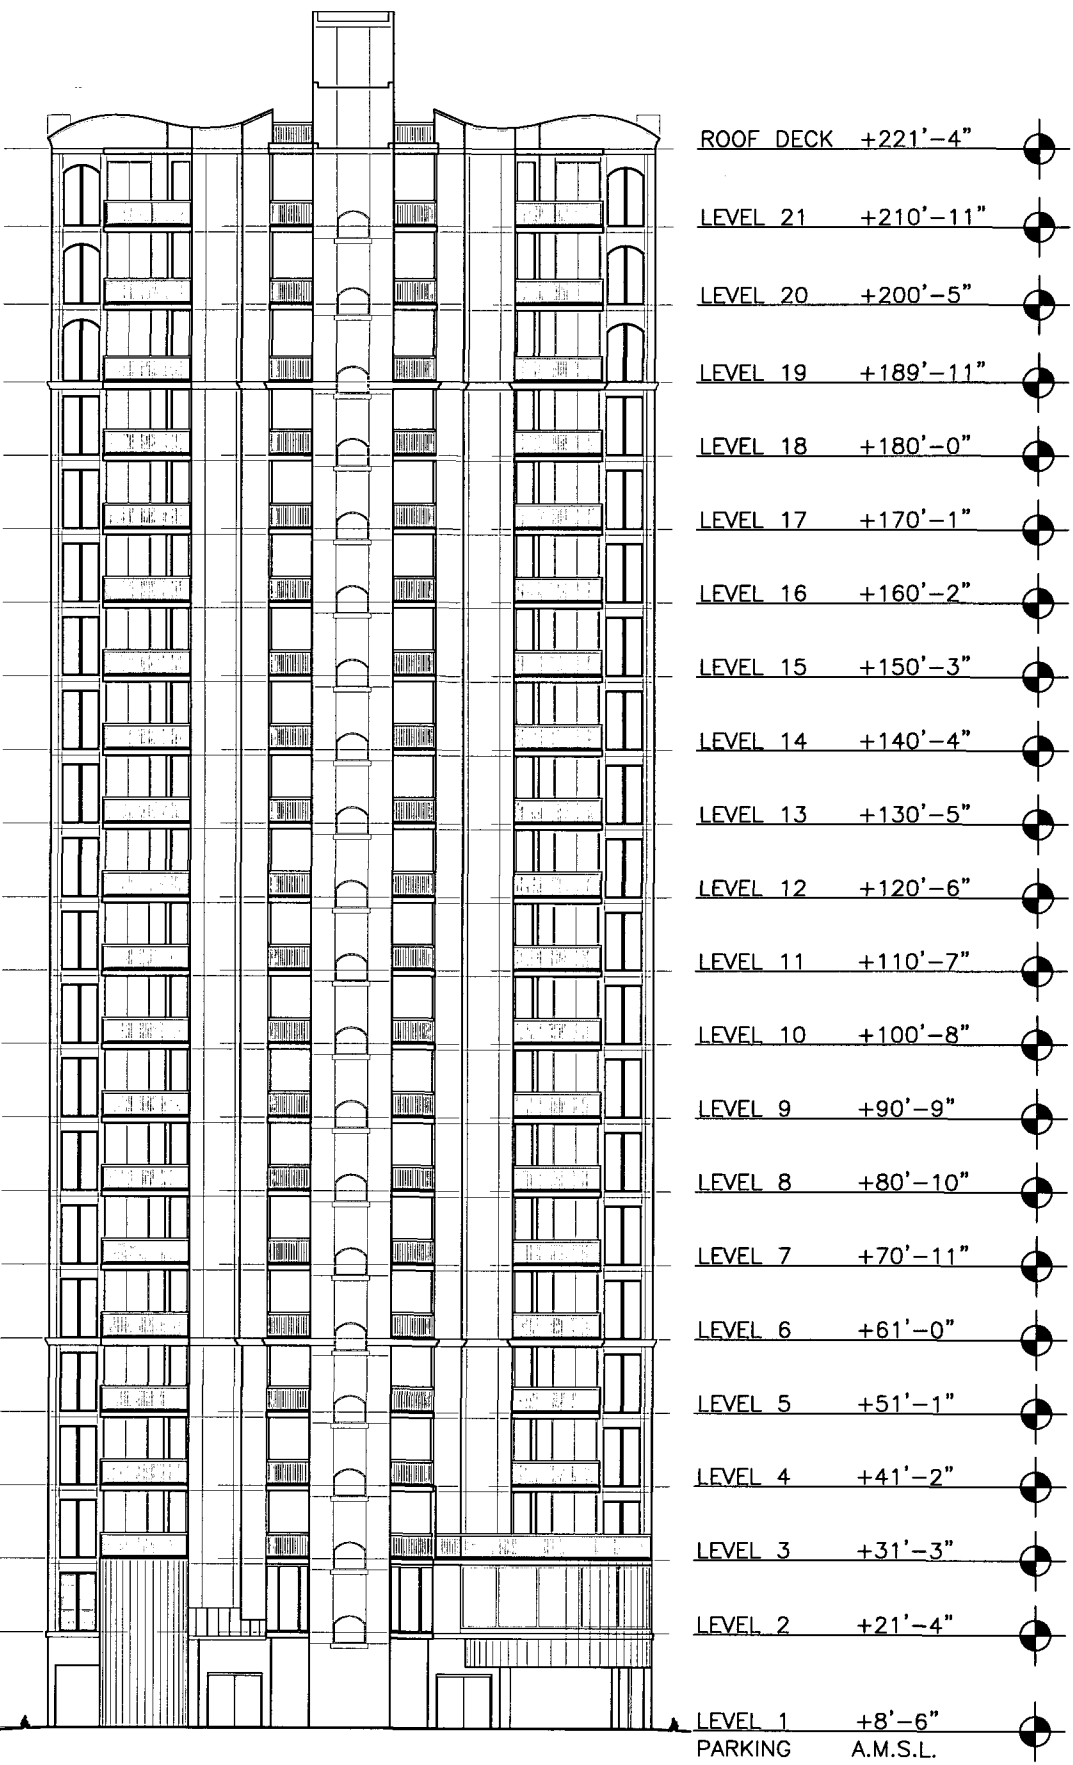 ROOF DECK +221'-4"
LEVEL 21 +210'-11"
LEVEL 20 +200'-5"
LEVEL 19 +189'-11"
LEVEL 18 +180'-0"
LEVEL 17 +170'-1"
LEVEL 16 +160'-2"
LEVEL 15 +150'-3"
LEVEL 14 +140'-4"
LEVEL 13 +130'-5"
LEVEL 12 +120'-6"
LEVEL 11 +110'-7"
LEVEL 10 +100'-8"
LEVEL 9 +90'-9"
LEVEL 8 +80'-10"
LEVEL 7 +70'-11"
LEVEL 6 +61'-0"
LEVEL 5 +51'-1"
LEVEL 4 +41'-2"
LEVEL 3 +31'-3"
LEVEL 2 +21'-4"
LEVEL 1 +8'-6"
PARKING A.M.S.L.